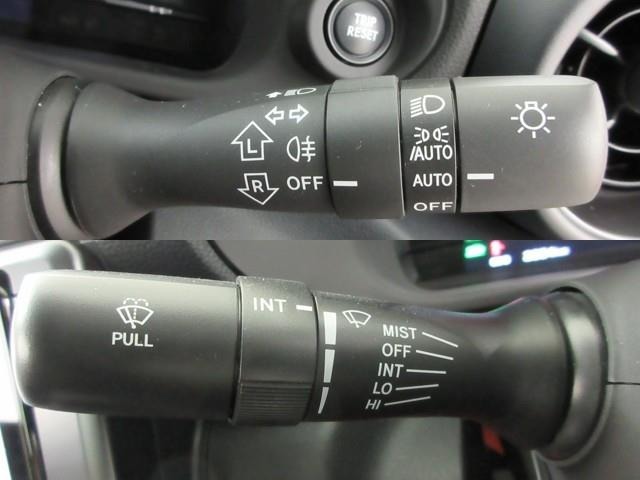 TRIP
RESET
L
R
OFF
/AUTO
AUTO
OFF
PULL
INT
MIST
OFF
INT
LO
HI